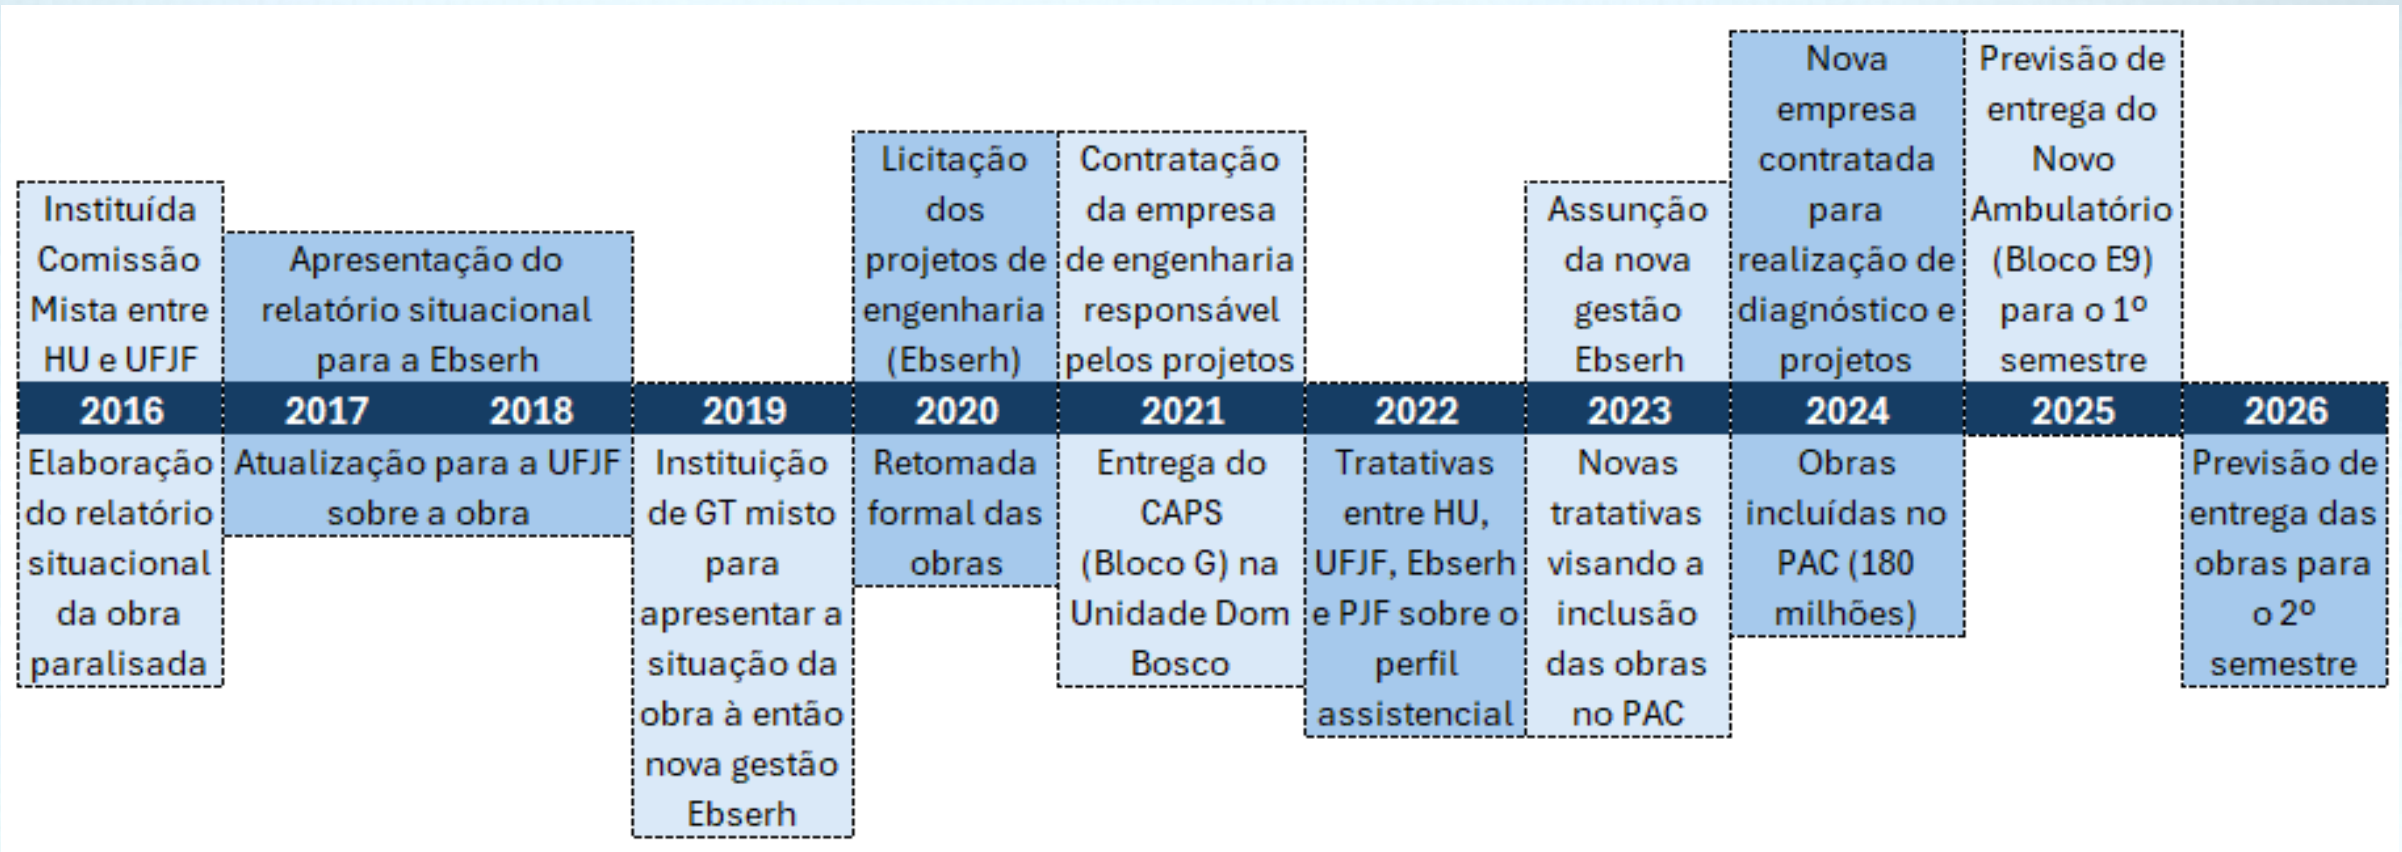 Instituída
Comissão
Mista entre
HU e UFJF
Apresentação do
relatório situacional
para a Ebserh
Licitação
dos
projetos de
engenharia
(Ebserh)
Contratação
da empresa
de engenharia
responsável
pelos projetos
Assunção
da nova
gestão
Ebserh
Nova
empresa
contratada
para
realização de
diagnóstico e
projetos
Previsão de
entrega do
Novo
Ambulatório
(Bloco E9)
para o 1º
semestre
2016 2017 2018 2019 2020 2021 2022 2023 2024 2025 2026
Elaboração
do relatório
situacional
da obra
paralisada
Atualização para a UFJF
sobre a obra
Instituição
de GT misto
para
apresentar a
situação da
obra à então
nova gestão
Ebserh
Retomada
formal das
obras
Entrega do
CAPS
(Bloco G) na
Unidade Dom
Bosco
Tratativas
entre HU,
UFJF, Ebserh
e PJF sobre o
perfil
assistencial
Novas
tratativas
visando a
inclusão
das obras
no PAC
Obras
incluídas no
PAC (180
milhões)
Previsão de
entrega das
obras para
o 2º
semestre